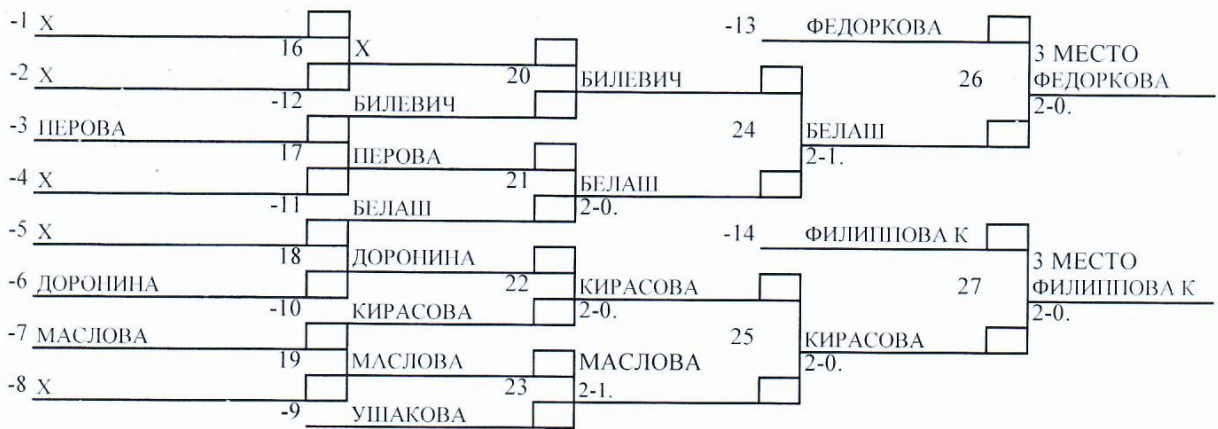 -1 X
16 X
-2 X
20 БИЛЕВИЧ
-12 БИЛЕВИЧ
-3 ПЕРОВА
17 ПЕРОВА
-4 X
21 БЕЛАШ
2-0.
-11 БЕЛАШ
24 БЕЛАШ
2-1.
-13 ФЕДОРКОВА
26 3 МЕСТО
ФЕДОРКОВА
2-0.
-5 X
18 ДОРОНИНА
-6 ДОРОНИНА
22 КИРАСОВА
2-0.
-10 КИРАСОВА
-7 МАСЛОВА
19 МАСЛОВА
-8 X
23 МАСЛОВА
2-1.
-9 УШАКОВА
25 КИРАСОВА
2-0.
-14 ФИЛИППОВА К
27 3 МЕСТО
ФИЛИППОВА К
2-0.